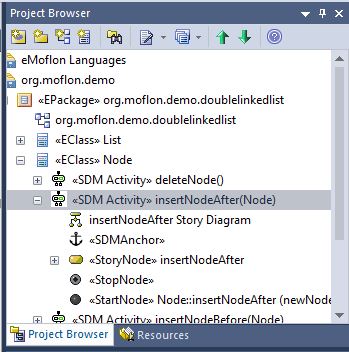 Project Browser
eMoflon Languages
org.moflon.demo
«EPackage» org.moflon.demo.doublelinkedlist
org.moflon.demo.doublelinkedlist
«EClass» List
«EClass» Node
«SDM Activity» deleteNode()
«SDM Activity» insertNodeAfter(Node)
insertNodeAfter Story Diagram
«SDMAnchor»
«StoryNode» insertNodeAfter
«StopNode»
«StartNode» Node::insertNodeAfter (newNode
«SDM Activity» insertNodeBefore(Node)
Project Browser Resources